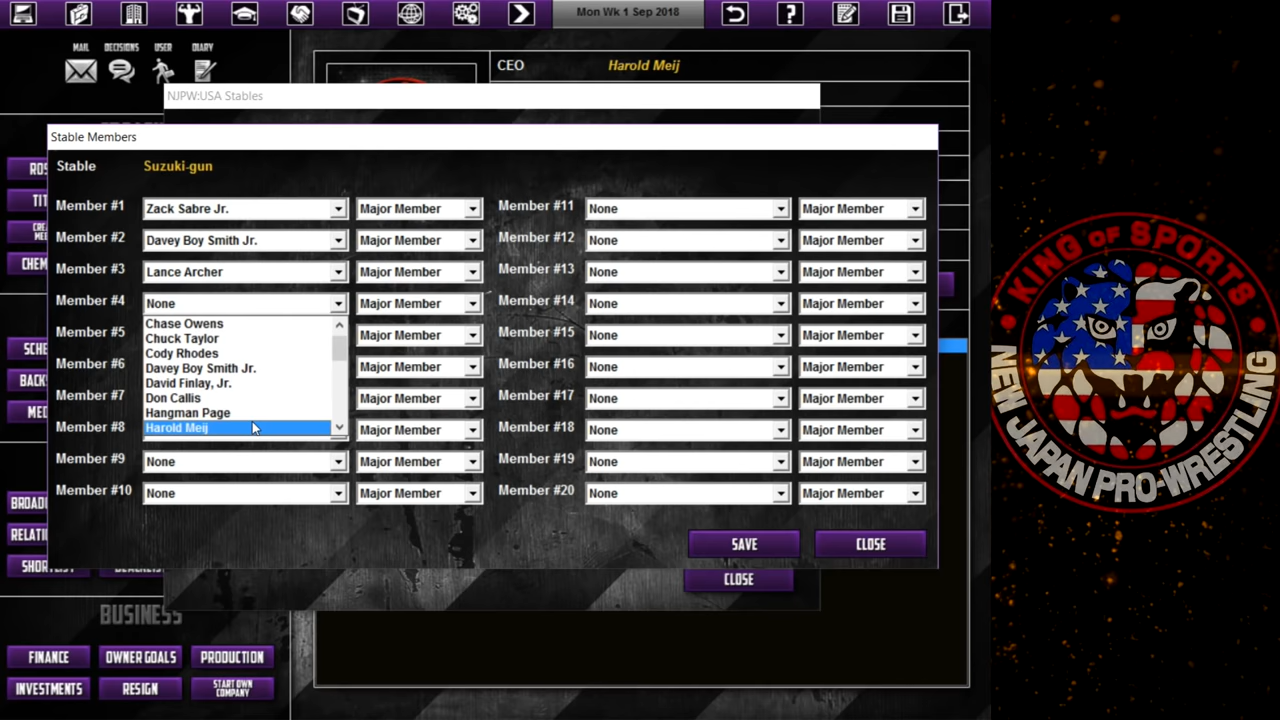 Mon Wk 1 Sep 2018
MAIL DECISIONS USER DIARY
CEO Harold Meij
NJPW:USA Stables
Stable Members
Stable Suzuki-gun
Member #1 Zack Sabre Jr. Major Member Member #11 None Major Member
Member #2 Davey Boy Smith Jr. Major Member Member #12 None Major Member
Member #3 Lance Archer Major Member Member #13 None Major Member
Member #4 None Major Member Member #14 None Major Member
Member #5 Major Member Member #15 None Major Member
Member #6 Major Member Member #16 None Major Member
Member #7 Major Member Member #17 None Major Member
Member #8 Major Member Member #18 None Major Member
Member #9 None Major Member Member #19 None Major Member
Member #10 None Major Member Member #20 None Major Member
Chase Owens
Chuck Taylor
Cody Rhodes
Davey Boy Smith Jr.
David Finlay, Jr.
Don Callis
Hangman Page
Harold Meij
SAVE CLOSE
CLOSE
BUSINESS
FINANCE OWNER GOALS PRODUCTION
INVESTMENTS RESIGN START OWN COMPANY
KING OF SPORTS
NEW JAPAN PRO-WRESTLING